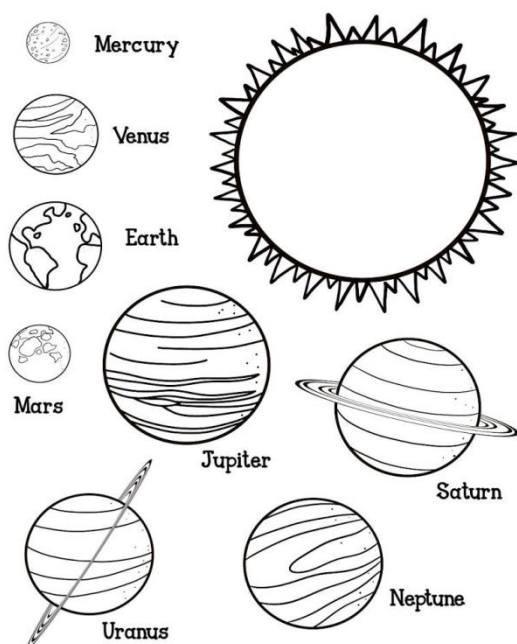 Mercury
Venus
Earth
Mars
Jupiter
Saturn
Uranus
Neptune